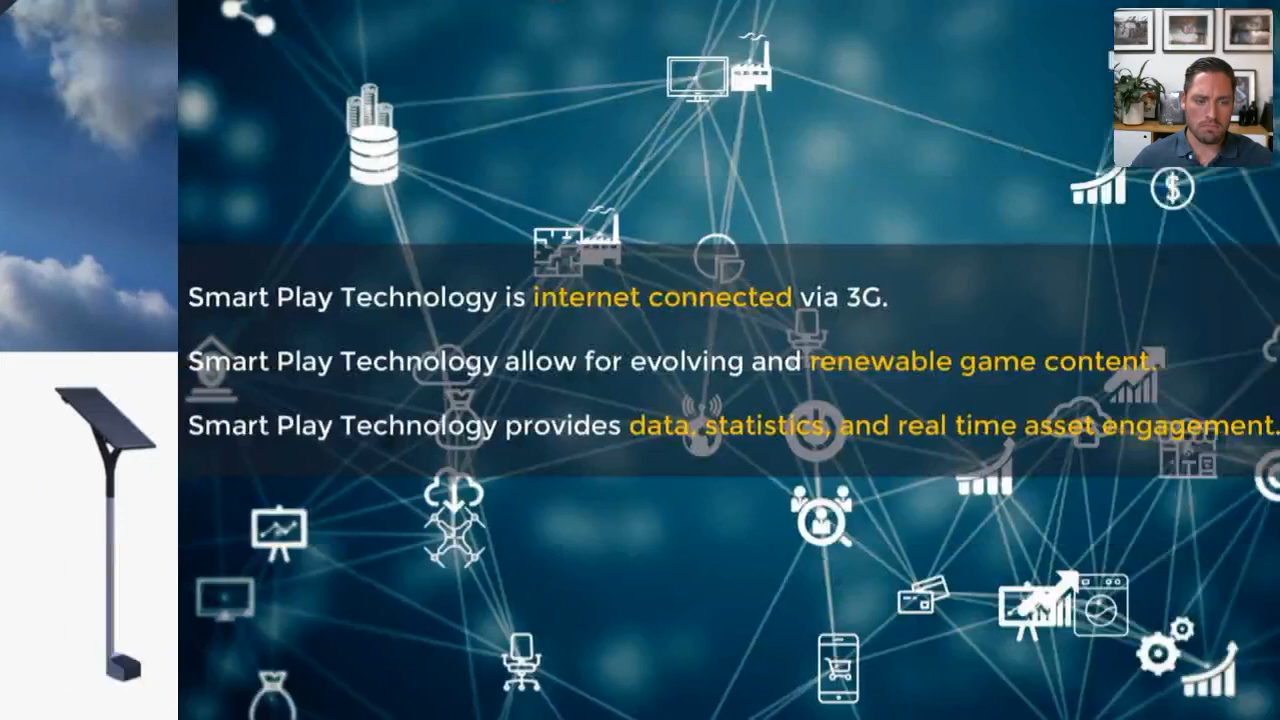 Smart Play Technology is internet connected via 3G.
Smart Play Technology allow for evolving and renewable game content.
Smart Play Technology provides data, statistics, and real time asset engagement.